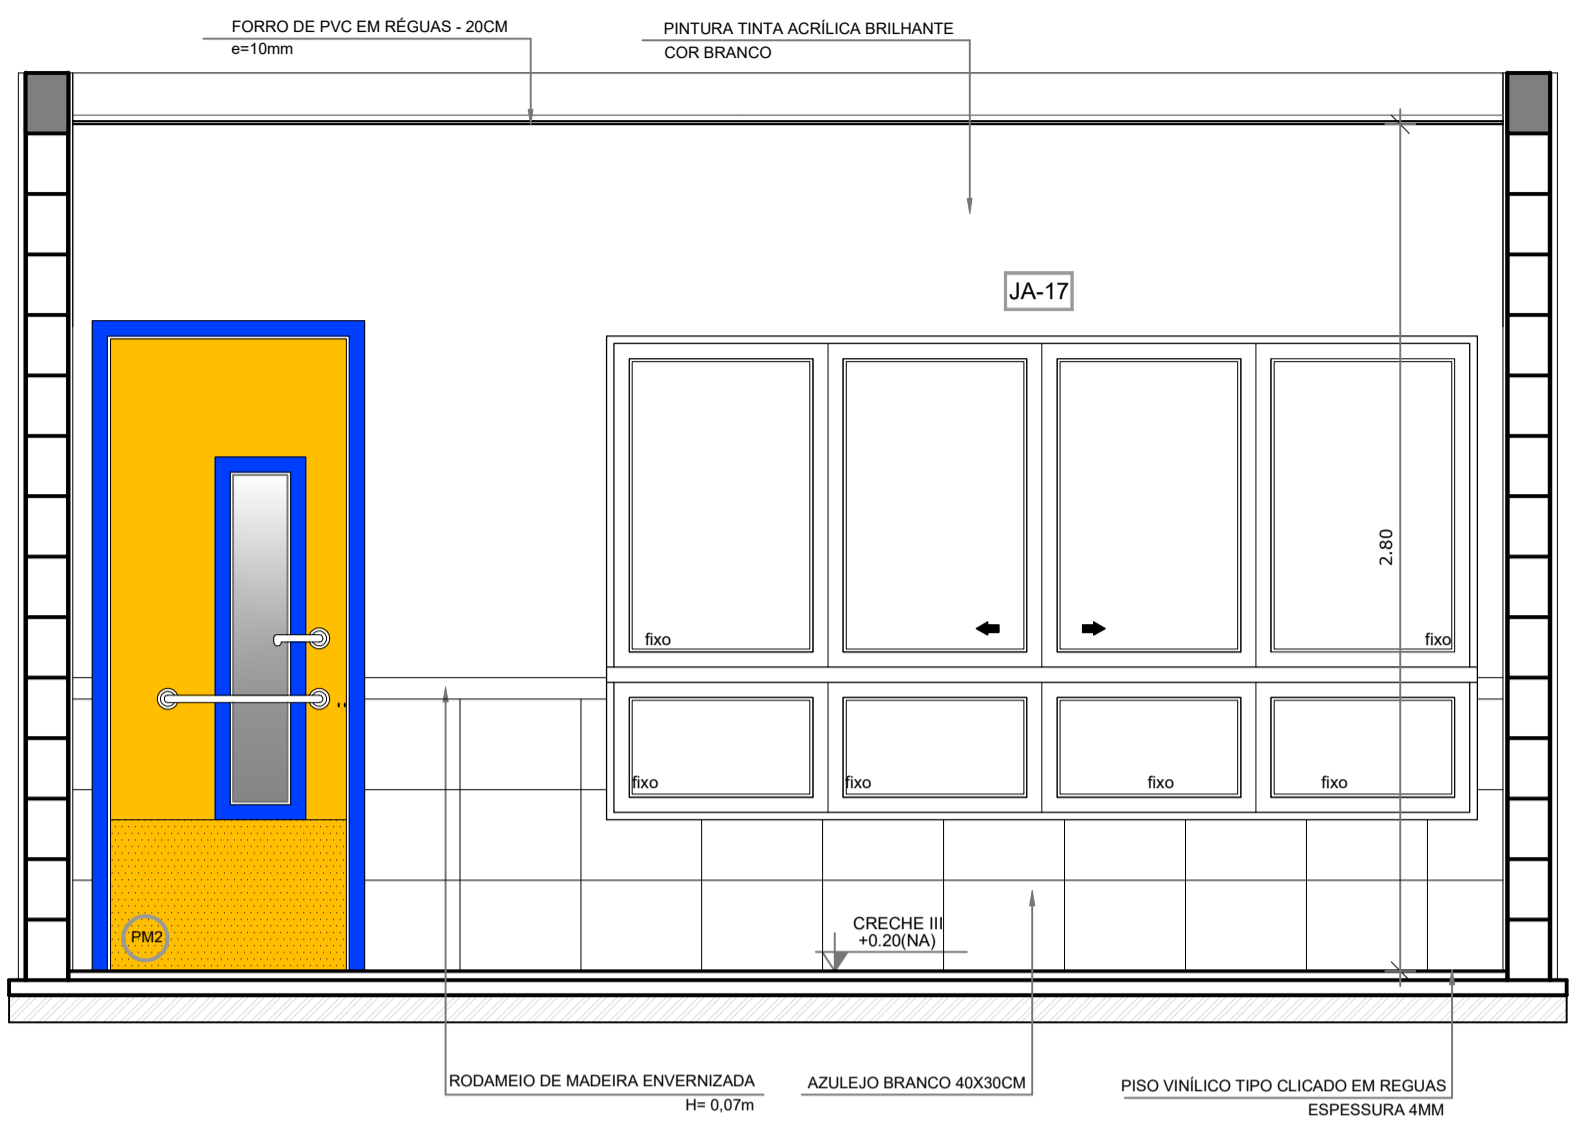 FORRO DE PVC EM RÉGUAS - 20CM
e=10mm
PINTURA TINTA ACRÍLICA BRILHANTE
COR BRANCO
JA-17
2.80
fixo
fixo
fixo
fixo
fixo
fixo
PM2
CRECHE III
+0.20(NA)
RODAMEIO DE MADEIRA ENVERNIZADA
H= 0,07m
AZULEJO BRANCO 40X30CM
PISO VINÍLICO TIPO CLICADO EM REGUAS
ESPESSURA 4MM